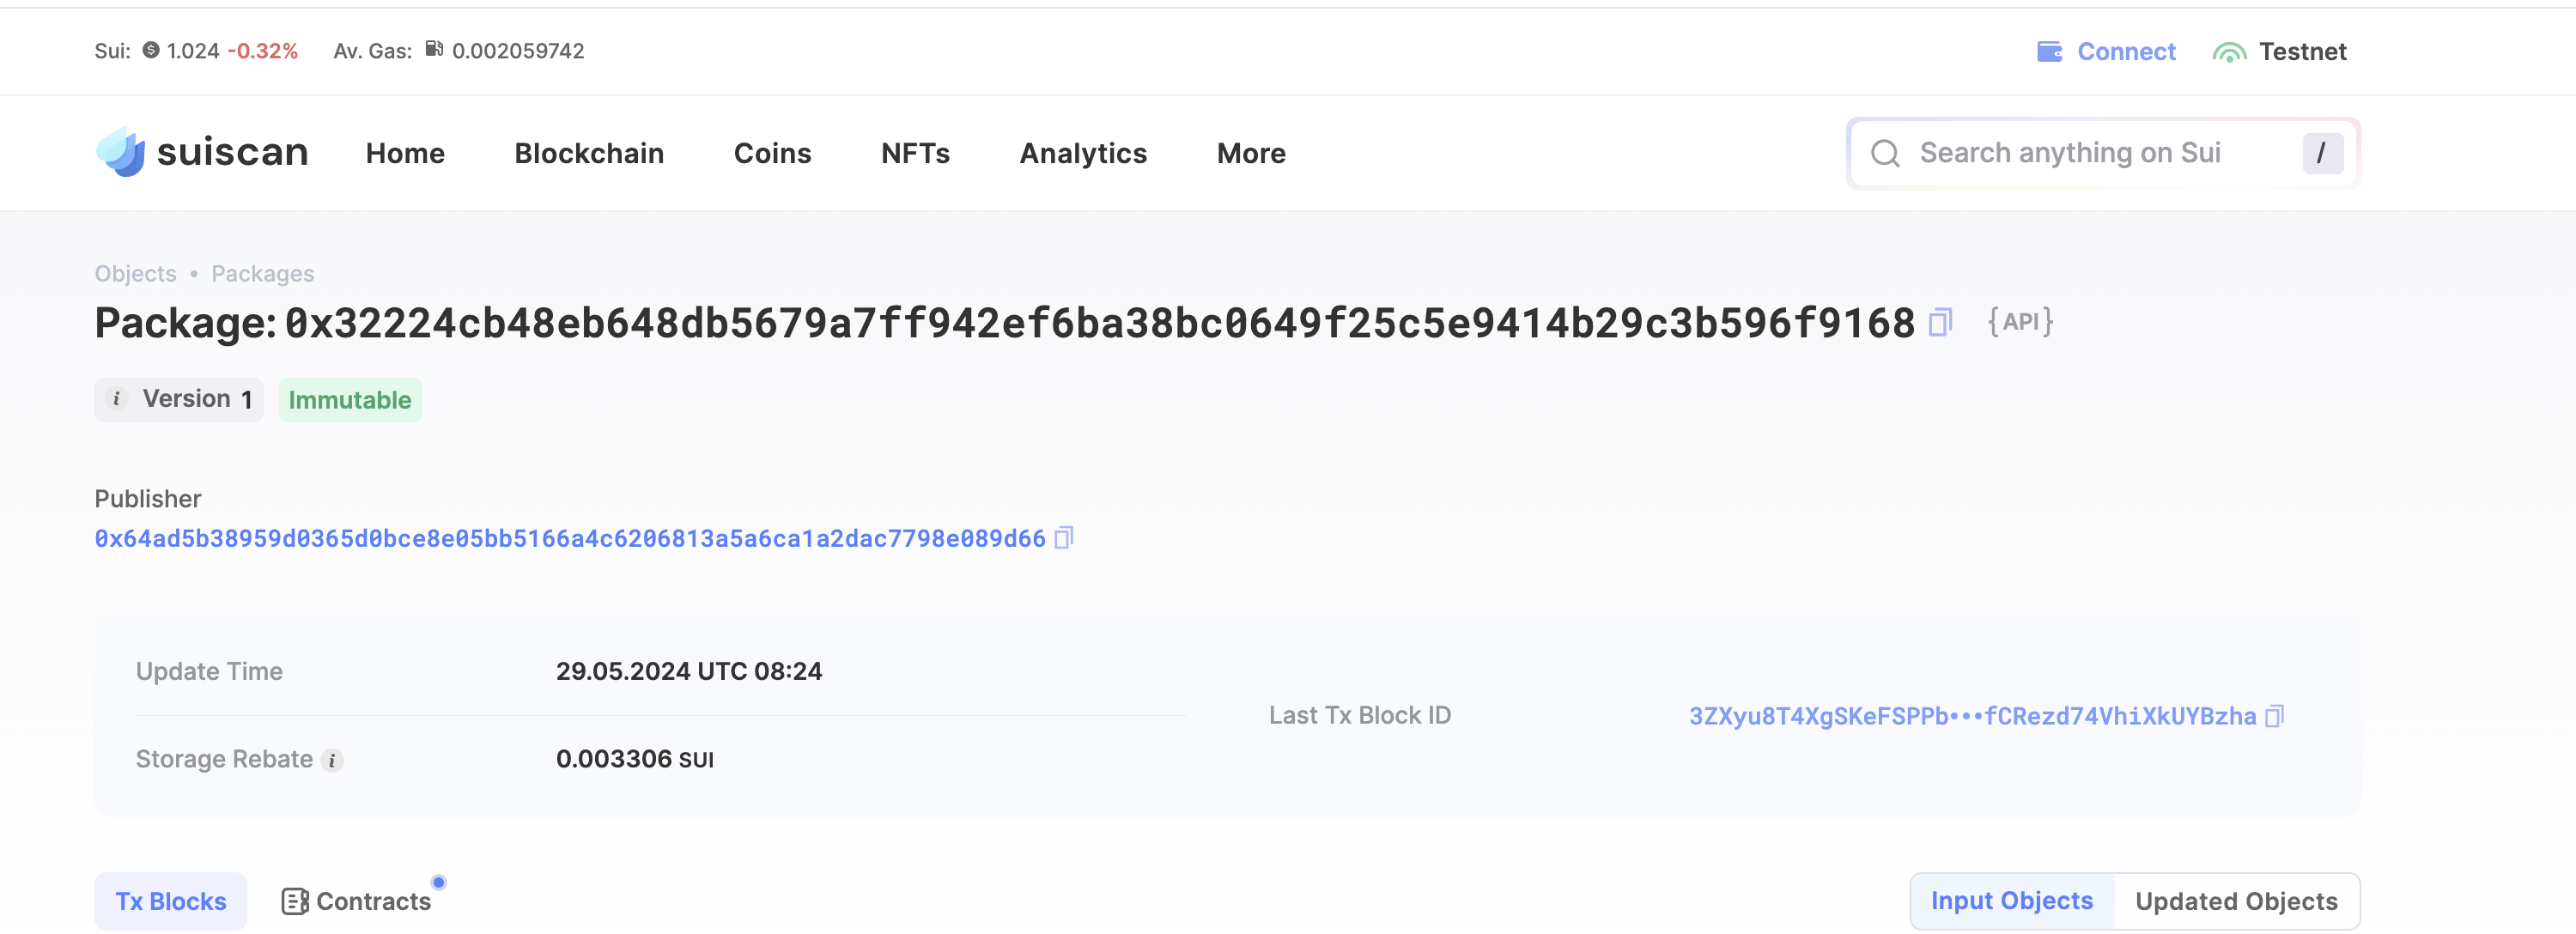 Sui: 1.024 -0.32% Av. Gas: 0.002059742 Connect Testnet
suiscan Home Blockchain Coins NFTs Analytics More Search anything on Sui /
Objects • Packages
Package: 0x32224cb48eb648db5679a7ff942ef6ba38bc0649f25c5e9414b29c3b596f9168 {API}
i Version 1 Immutable
Publisher
0x64ad5b38959d0365d0bce8e05bb5166a4c6206813a5a6ca1a2dac7798e089d66
Update Time 29.05.2024 UTC 08:24
Last Tx Block ID 3ZXyu8T4XgSKeFSPPb•••fCRezd74VhiXkUYBzha
Storage Rebate i 0.003306 SUI
Tx Blocks Contracts Input Objects Updated Objects